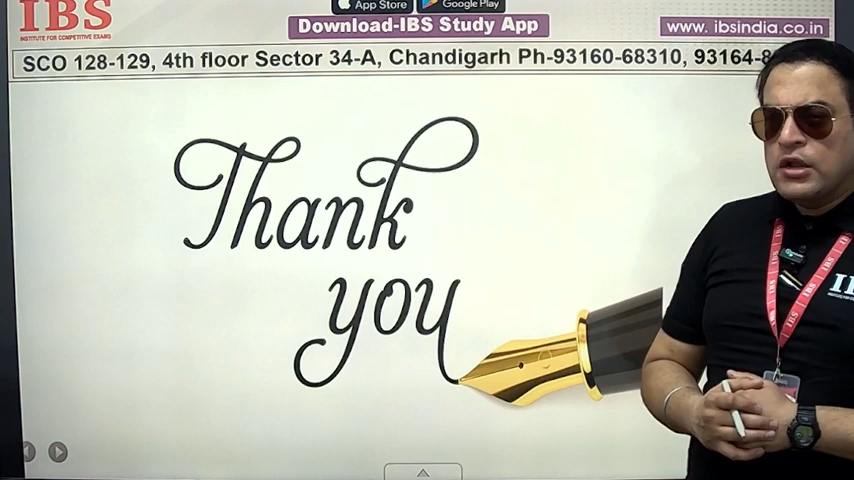 IBS
INSTITUTE FOR COMPETITIVE EXAMS
App Store
Google Play
Download-IBS Study App
www. ibsindia.co.in
SCO 128-129, 4th floor Sector 34-A, Chandigarh Ph-93160-68310, 93164-8
Thank
you
IBS
IBS